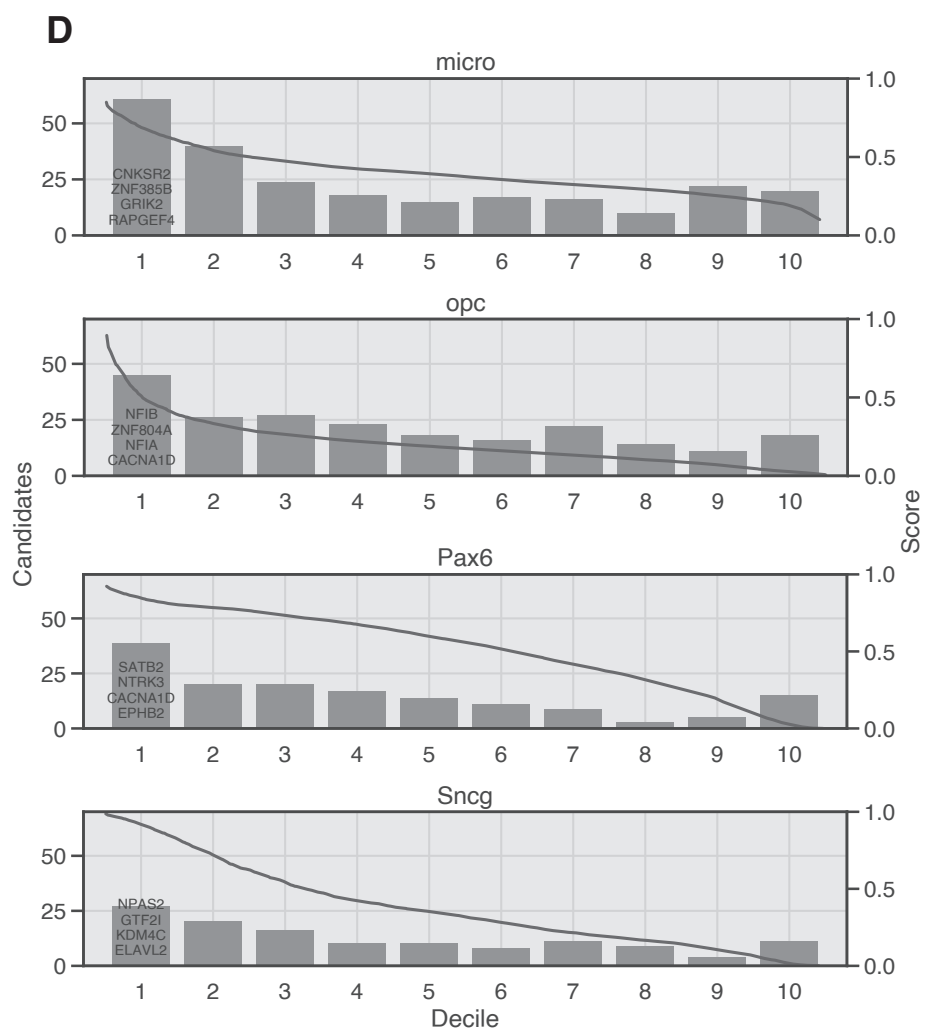 D
micro
50
25
0
1.0
0.5
0.0
CNKSR2
ZNF385B
GRIK2
RAPGEF4
1 2 3 4 5 6 7 8 9 10
opc
50
25
0
1.0
0.5
0.0
NFIB
ZNF804A
NFIA
CACNA1D
1 2 3 4 5 6 7 8 9 10
Candidates
Score
Pax6
50
25
0
1.0
0.5
0.0
SATB2
NTRK3
CACNA1D
EPHB2
1 2 3 4 5 6 7 8 9 10
Sncg
50
25
0
1.0
0.5
0.0
NPAS2
GTF2I
KDM4C
ELAVL2
1 2 3 4 5 6 7 8 9 10
Decile